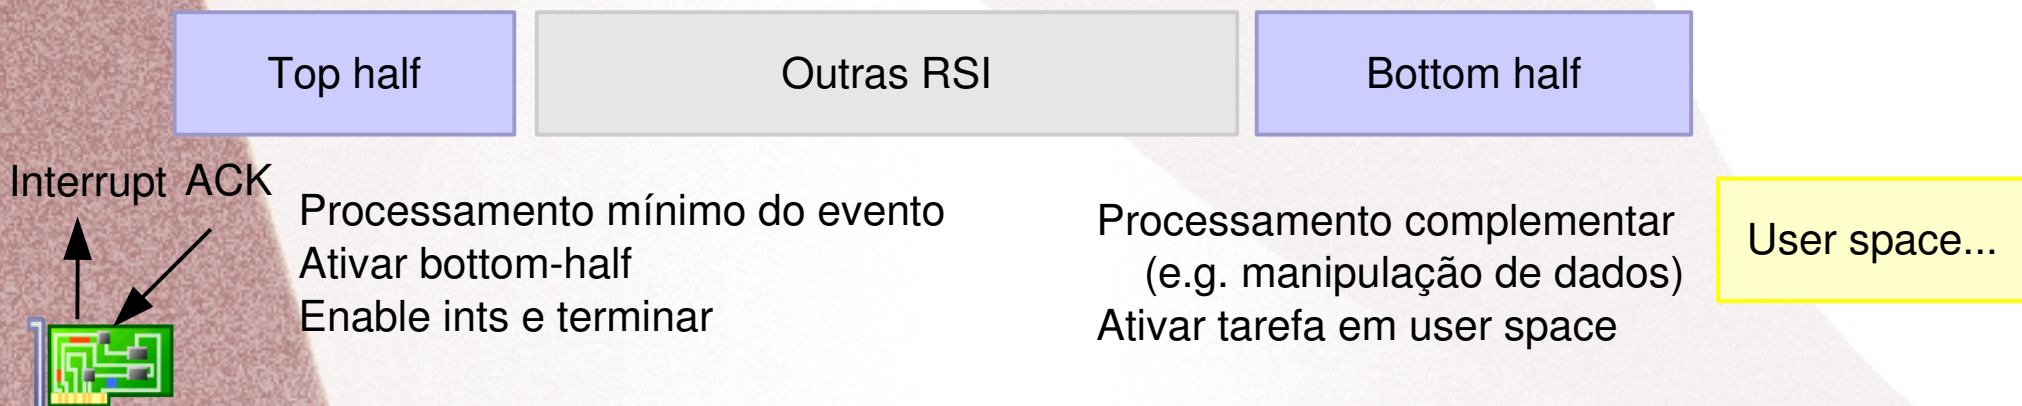 Top half
Outras RSI
Bottom half
Interrupt ACK
Processamento mínimo do evento
Ativar bottom-half
Enable ints e terminar
Processamento complementar
(e.g. manipulação de dados)
Ativar tarefa em user space
User space...